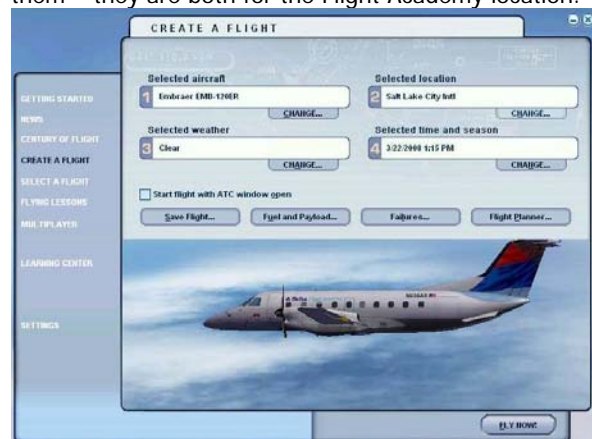 them – they are both for the Flight Academy location.
CREATE A FLIGHT
GETTING STARTED
NEWS
CENTURY OF FLIGHT
CREATE A FLIGHT
SELECT A FLIGHT
FLYING LESSONS
MULTIPLAYER
LEARNING CENTER
SETTINGS
Selected aircraft
1 Embraer EMB-120ER
CHANGE...
Selected location
2 Salt Lake City Intl
CHANGE...
Selected weather
3 Clear
CHANGE...
Selected time and season
4 3/22/2008 1:15 PM
CHANGE...
Start flight with ATC window open
Save Flight...
Fuel and Payload...
Failures...
Flight Planner...
FLY NOW!